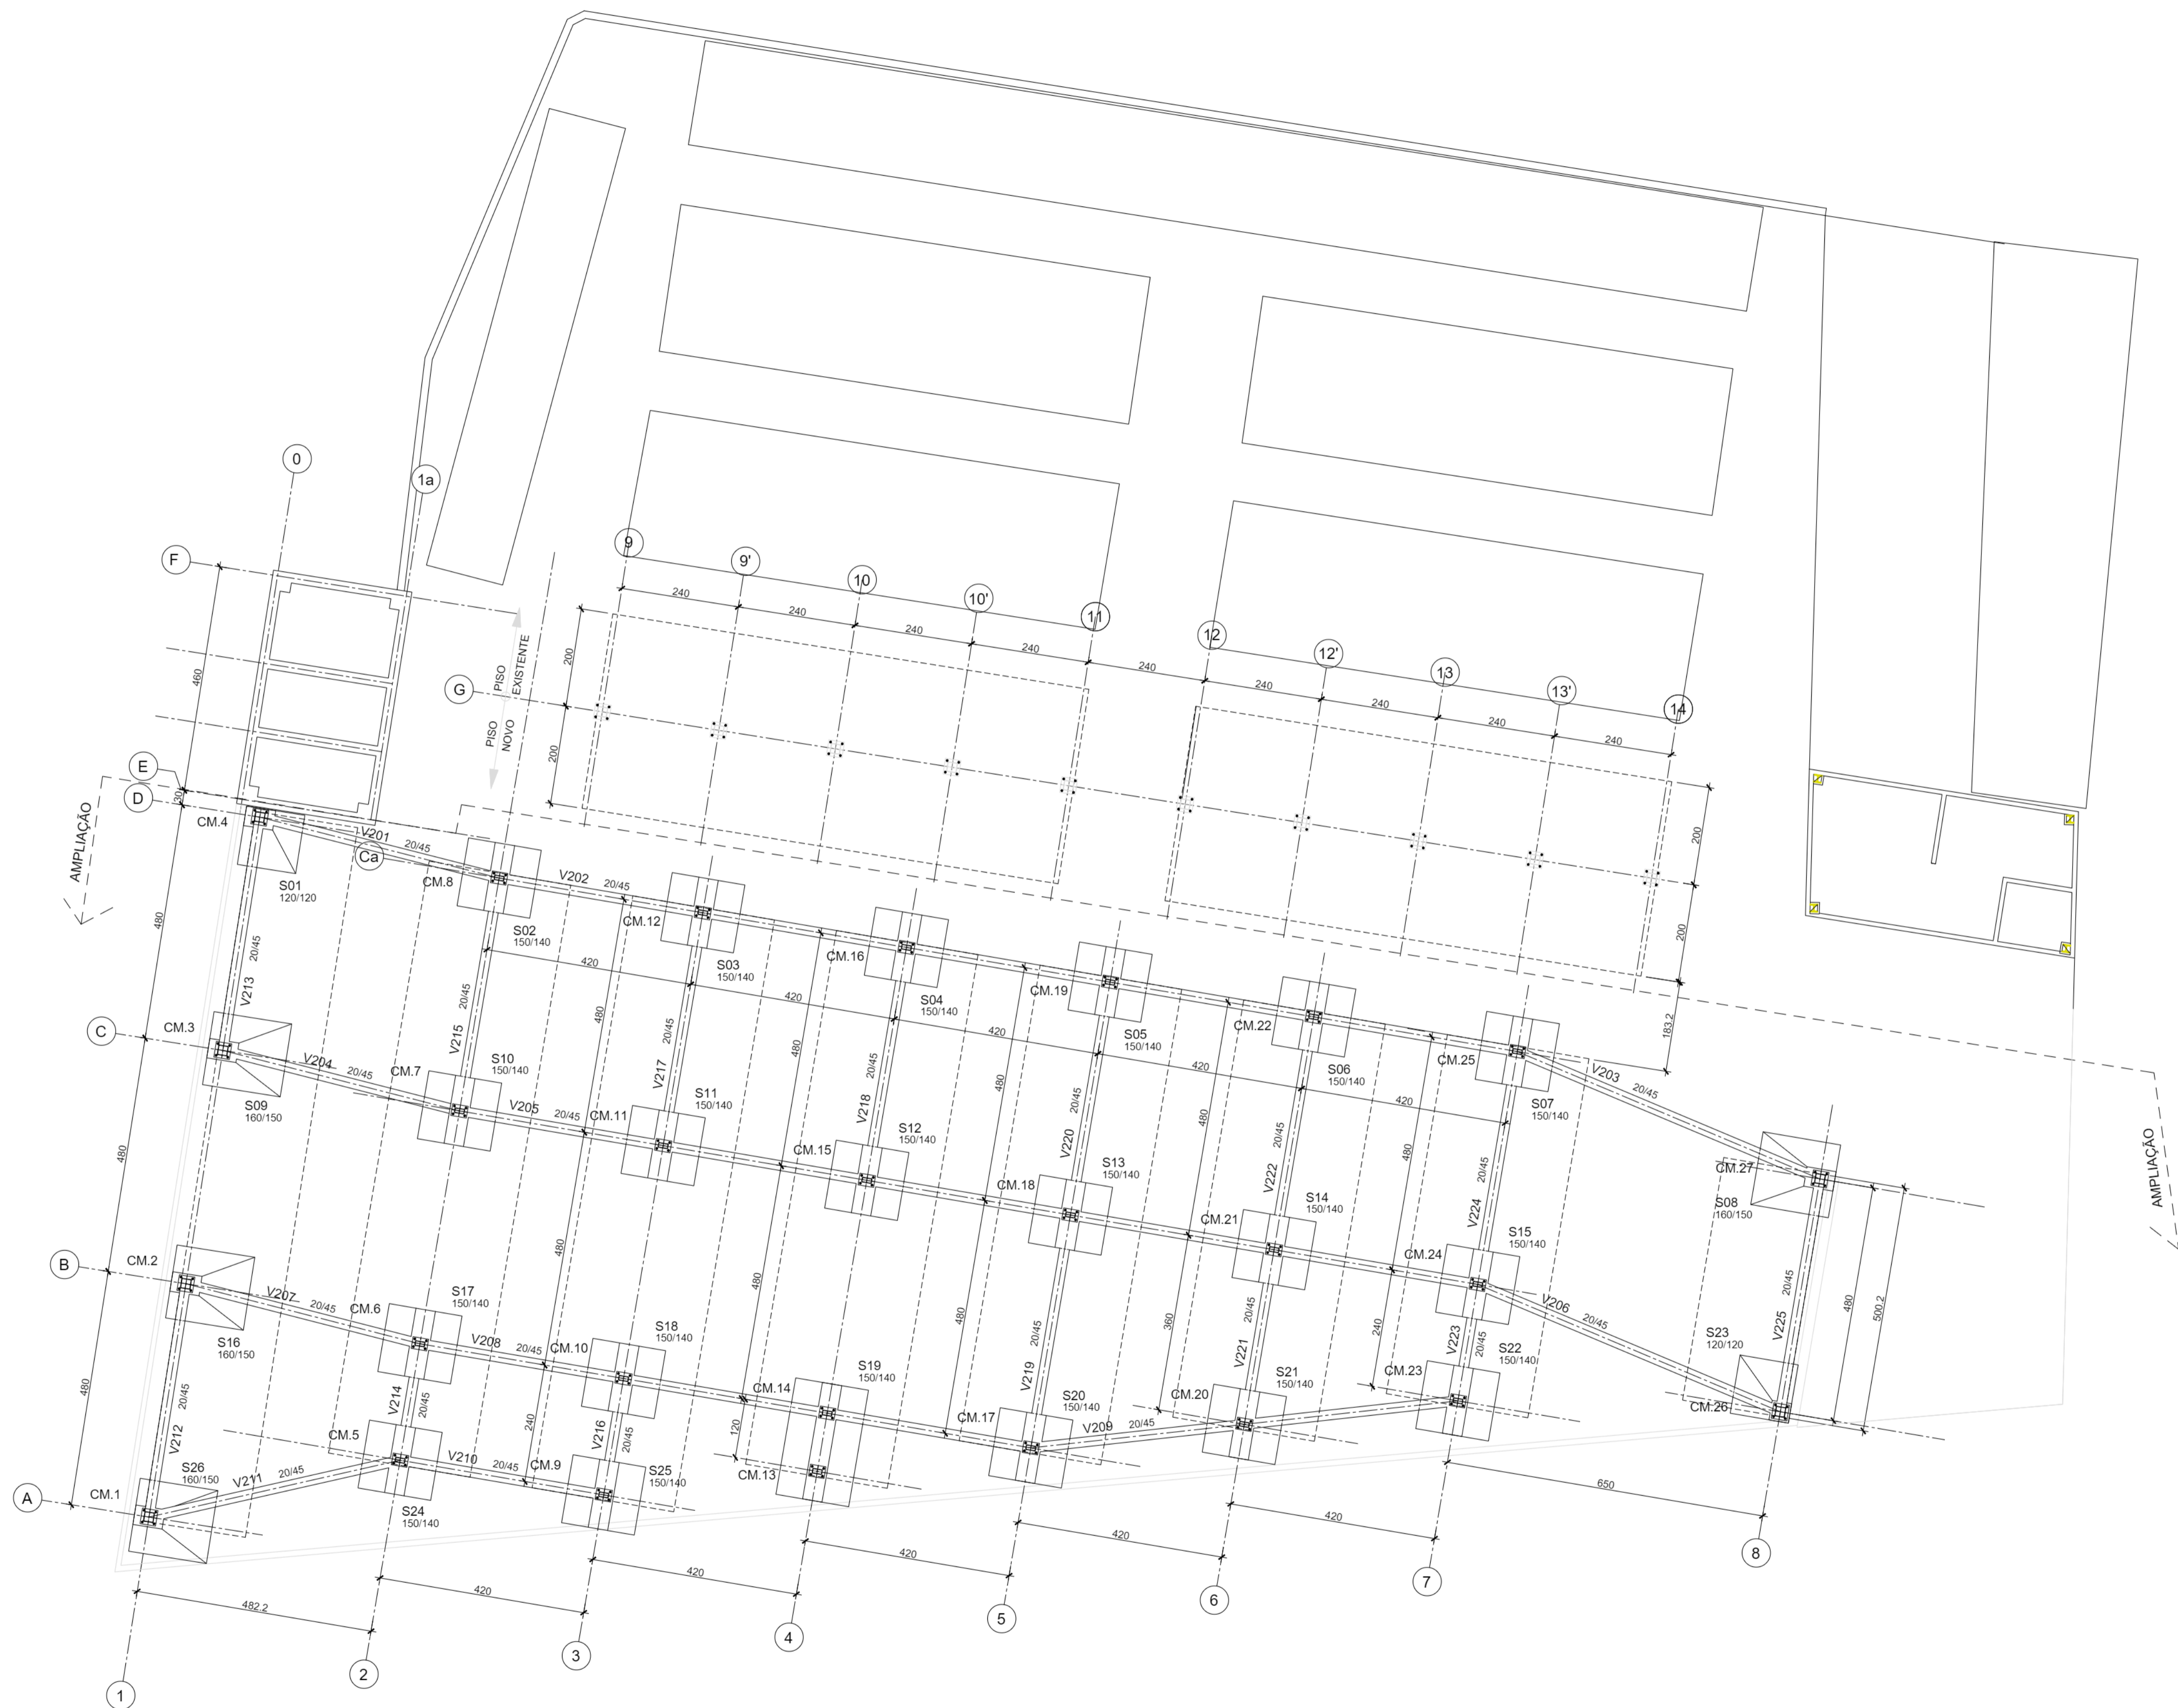 0
1a
F
9
9'
10
10'
11
12
12'
13
13'
14
240
240
240
240
240
240
240
240
240
G
200
200
200
200
183.2
PISO
EXISTENTE
PISO
NOVO
460
E
D
30
AMPLIAÇÃO
AMPLIAÇÃO
CM.4
V201
20/45
Ca
S01
120/120
CM.8
V202
20/45
S02
150/140
CM.12
S03
150/140
CM.16
S04
150/140
CM.19
S05
150/140
CM.22
S06
150/140
CM.25
S07
150/140
V203
20/45
CM.27
S08
160/150
420
420
420
420
420
480
480
480
480
480
480
V213
20/45
V215
20/45
V217
20/45
V218
20/45
V220
20/45
V222
20/45
V224
20/45
V225
20/45
C
CM.3
V204
20/45
S09
160/150
CM.7
S10
150/140
V205
20/45
CM.11
S11
150/140
CM.15
S12
150/140
CM.18
S13
150/140
CM.21
S14
150/140
CM.24
S15
150/140
V206
20/45
S23
120/120
CM.26
480
500.2
480
480
480
480
360
240
B
CM.2
V207
20/45
S16
160/150
CM.6
S17
150/140
V208
20/45
CM.10
S18
150/140
CM.14
S19
150/140
CM.17
S20
150/140
V209
20/45
CM.20
S21
150/140
CM.23
S22
150/140
V212
20/45
V214
20/45
V216
20/45
V219
20/45
V221
20/45
V223
20/45
480
240
120
A
CM.1
S26
160/150
V211
20/45
CM.5
S24
150/140
V210
20/45
CM.9
S25
150/140
CM.13
482.2
420
420
420
420
420
650
1
2
3
4
5
6
7
8